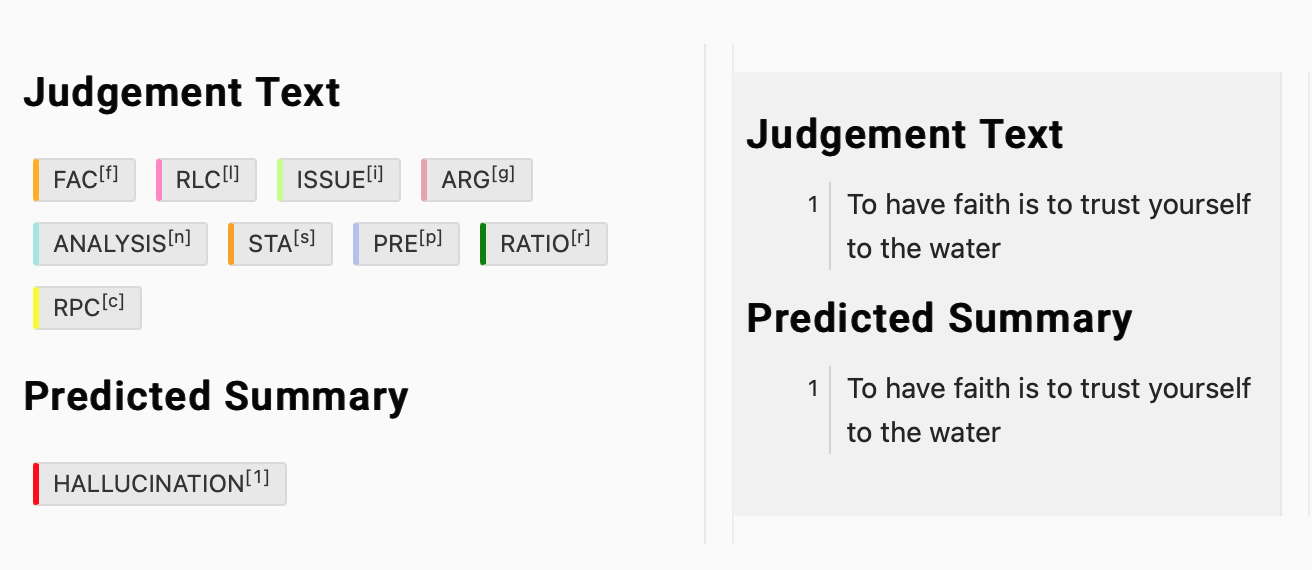 Judgement Text
FAC[f] RLC[l] ISSUE[i] ARG[g]
ANALYSIS[n] STA[s] PRE[p] RATIO[r]
RPC[c]
Predicted Summary
HALLUCINATION[1]
Judgement Text
1 To have faith is to trust yourself
to the water
Predicted Summary
1 To have faith is to trust yourself
to the water